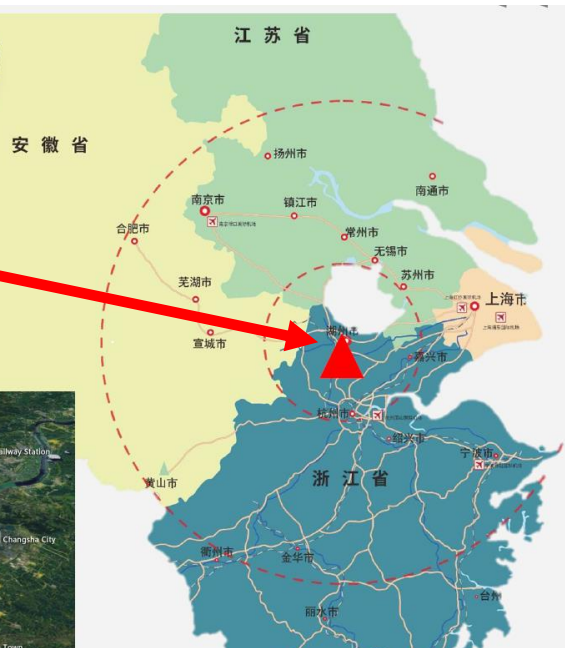 江苏省
安徽省
扬州市
南通市
南京市
镇江市
合肥市
常州市
无锡市
芜湖市
苏州市
上海市
湖州市
宣城市
嘉兴市
杭州市
绍兴市
宁波市
浙江省
黄山市
衢州市
金华市
台州
丽水市
ailway Station
Changsha City
Town